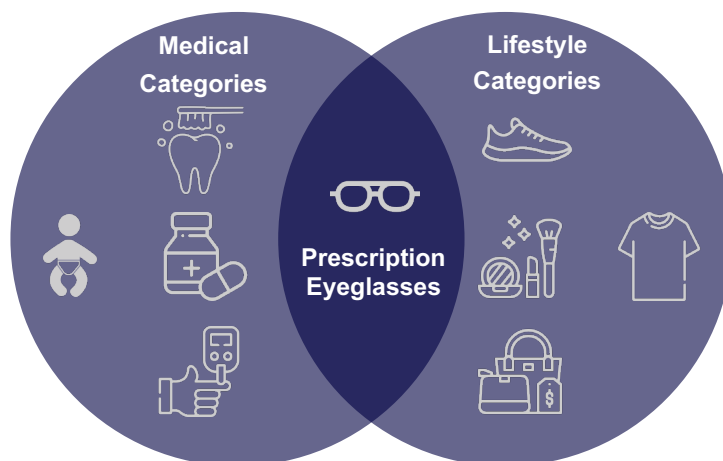 Medical
Categories
Lifestyle
Categories
Prescription
Eyeglasses
$